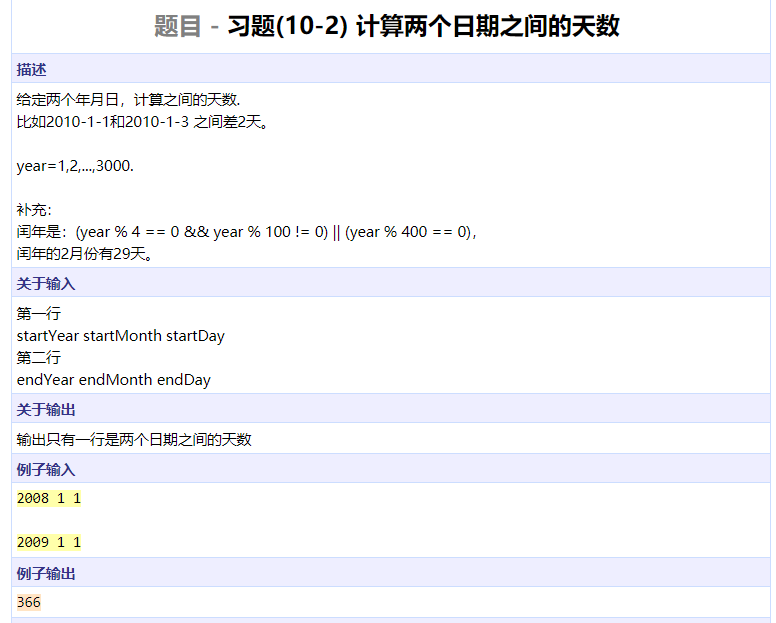 题目 - 习题(10-2) 计算两个日期之间的天数
描述
给定两个年月日，计算之间的天数.
比如2010-1-1和2010-1-3 之间差2天。
year=1,2,...,3000.
补充：
闰年是：(year % 4 == 0 && year % 100 != 0) || (year % 400 == 0)，
闰年的2月份有29天。
关于输入
第一行
startYear startMonth startDay
第二行
endYear endMonth endDay
关于输出
输出只有一行是两个日期之间的天数
例子输入
2008 1 1
2009 1 1
例子输出
366